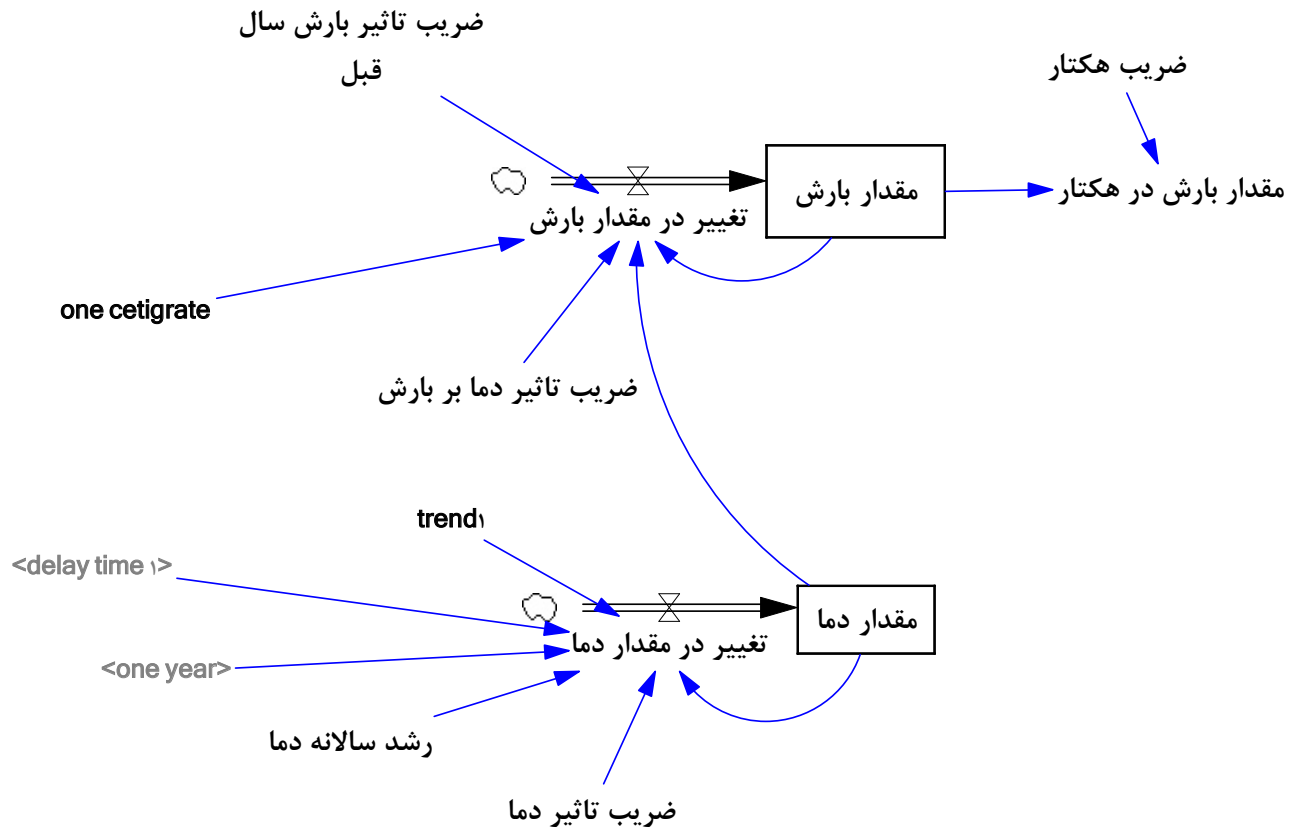 ضریب تاثیر بارش سال
قبل
ضریب هکتار
مقدار بارش
مقدار بارش در هکتار
تغییر در مقدار بارش
one cetigrate
ضریب تاثیر دما بر بارش
trend۱
<delay time ۱>
مقدار دما
تغییر در مقدار دما
<one year>
رشد سالانه دما
ضریب تاثیر دما